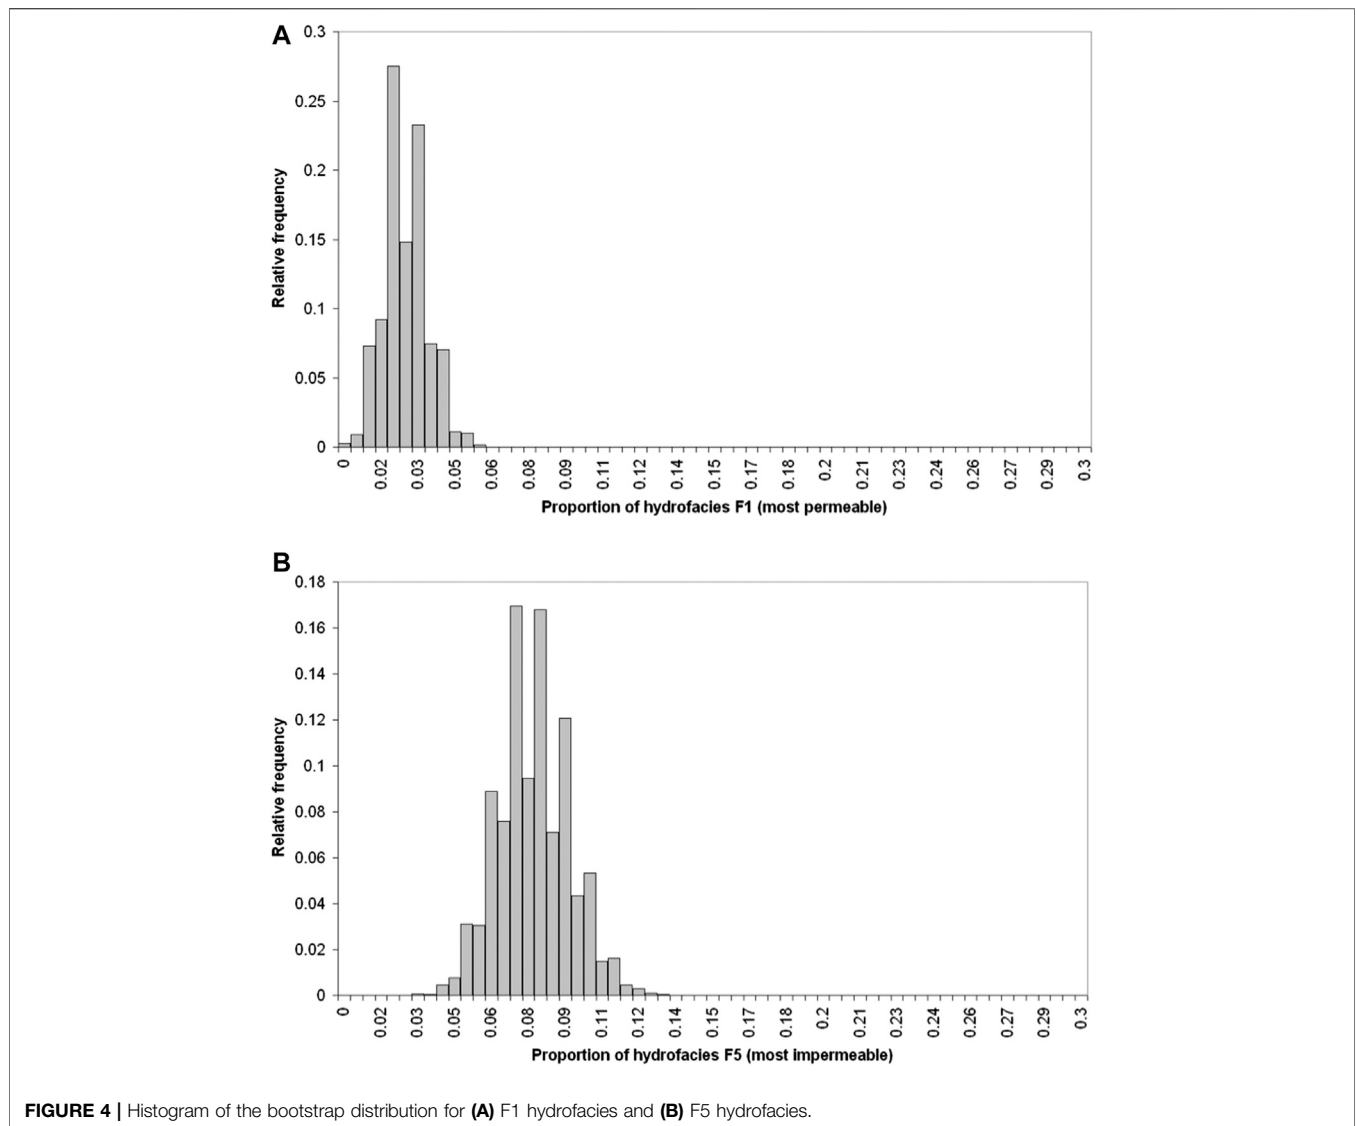 A
0.3
0.25
0.2
0.15
0.1
0.05
0
Relative frequency
0 0.02 0.03 0.05 0.06 0.08 0.09 0.11 0.12 0.14 0.15 0.17 0.18 0.2 0.21 0.23 0.24 0.26 0.27 0.29 0.3
Proportion of hydrofacies F1 (most permeable)
B
0.18
0.16
0.14
0.12
0.1
0.08
0.06
0.04
0.02
0
Relative frequency
0 0.02 0.03 0.05 0.06 0.08 0.09 0.11 0.12 0.14 0.15 0.17 0.18 0.2 0.21 0.23 0.24 0.26 0.27 0.29 0.3
Proportion of hydrofacies F5 (most impermeable)
FIGURE 4 | Histogram of the bootstrap distribution for (A) F1 hydrofacies and (B) F5 hydrofacies.